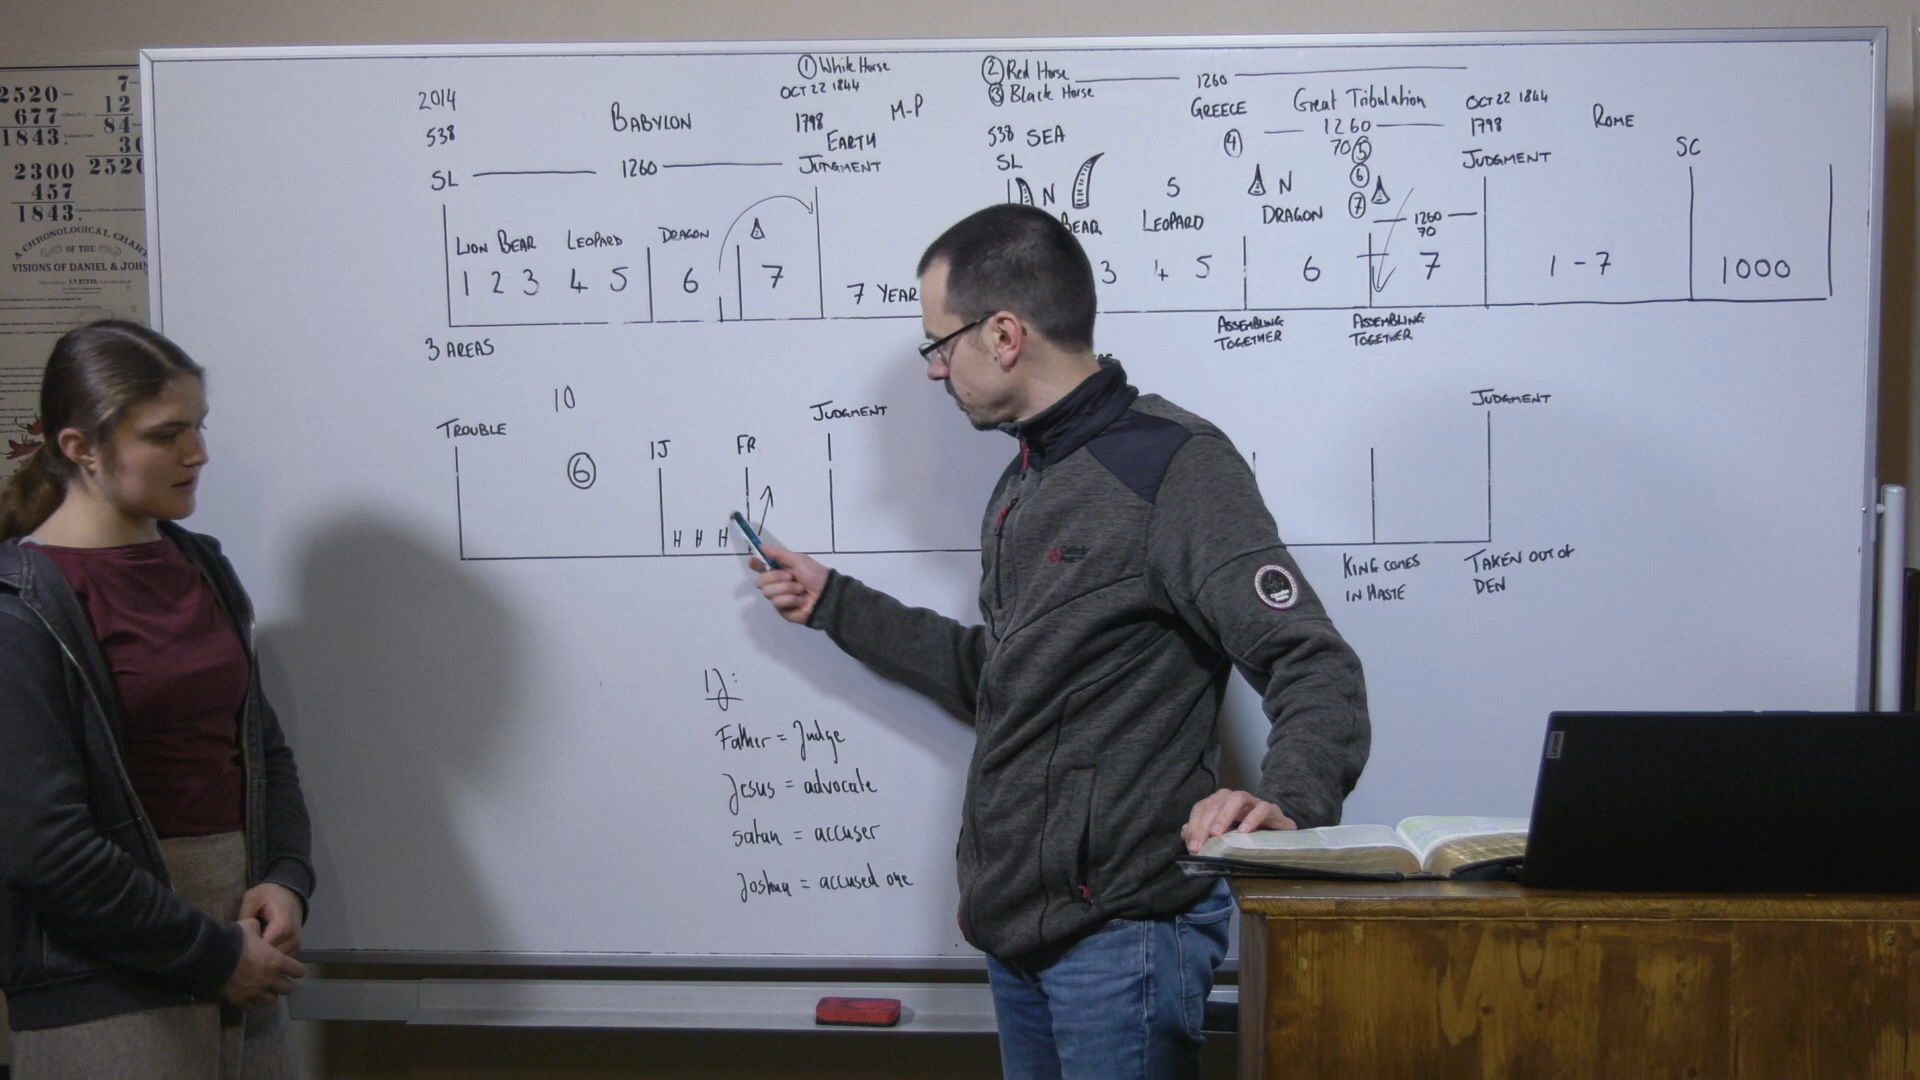 2520
677
1843.
2300
457
1843.
7
12
84
2520
A CHRONOLOGICAL CHART
OF THE
VISIONS OF DANIEL & JOHN
2014
538
SL
BABYLON
1260
① White Horse
OCT 22 1844
1798
EARTH
JUDGMENT
M-P
② Red Horse
③ Black Horse
1260
538 SEA
SL
GREECE
④
Great Tribulation
1260
70 ⑤
⑥
⑦
OCT 22 1844
1798
JUDGMENT
ROME
SC
LION BEAR LEOPARD DRAGON
1 2 3 4 5 6 7
7 YEAR
N
BEAR
S
LEOPARD
N
DRAGON
1260
70
3 4 5 6 7
1-7
1000
ASSEMBLING
TOGETHER
ASSEMBLING
TOGETHER
3 AREAS
10
TROUBLE
⑥
IJ
FR
JUDGMENT
H H H
JUDGMENT
KING COMES
IN HASTE
TAKEN OUT OF
DEN
IJ:
Father = Judge
Jesus = advocate
satan = accuser
Joshua = accused one
Lenovo